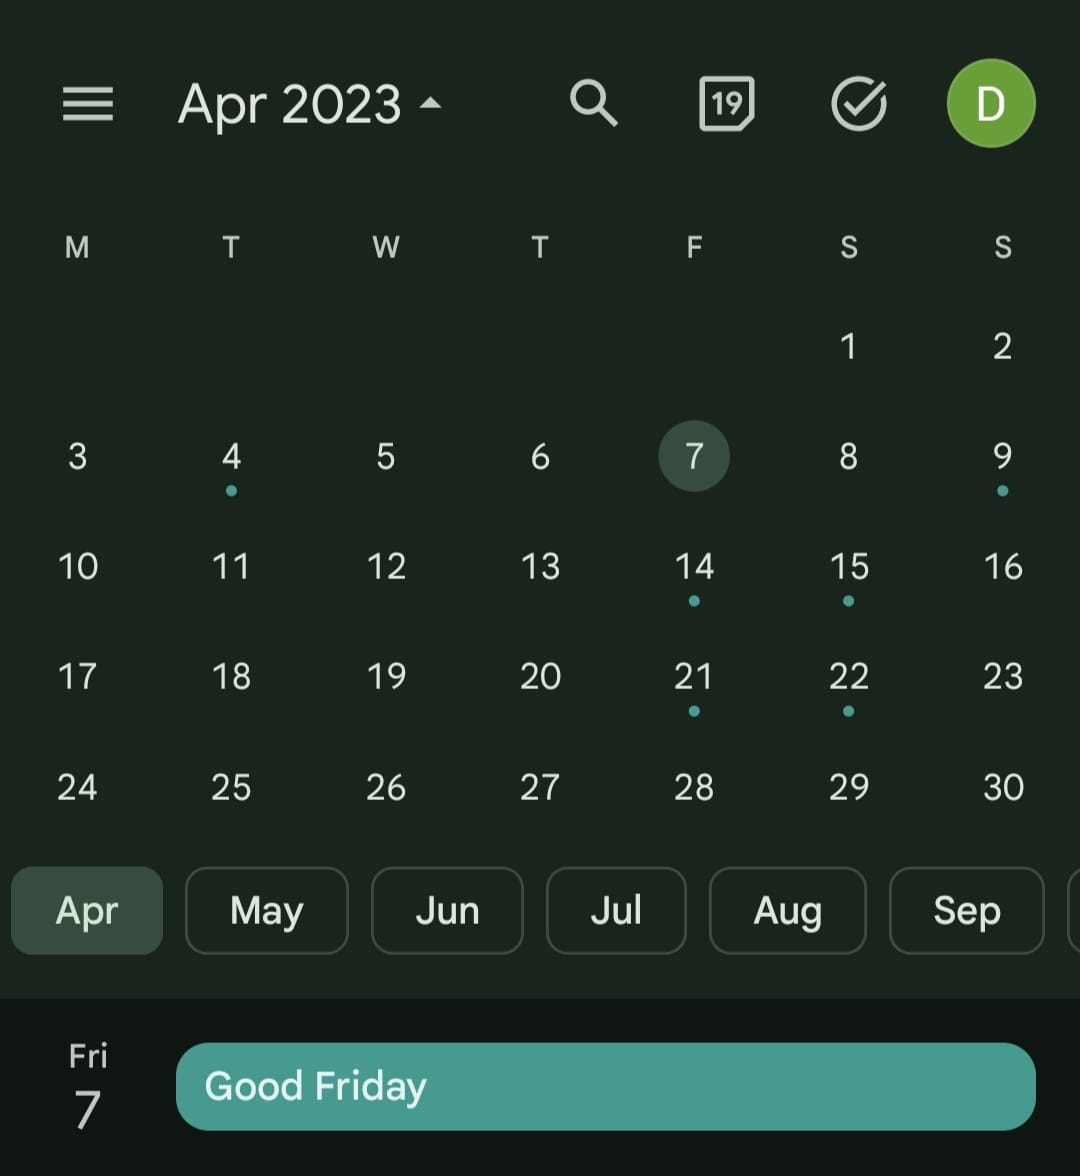 Apr 2023 19 D
M T W T F S S
1 2
3 4 5 6 7 8 9
10 11 12 13 14 15 16
17 18 19 20 21 22 23
24 25 26 27 28 29 30
Apr May Jun Jul Aug Sep
Fri
7
Good Friday